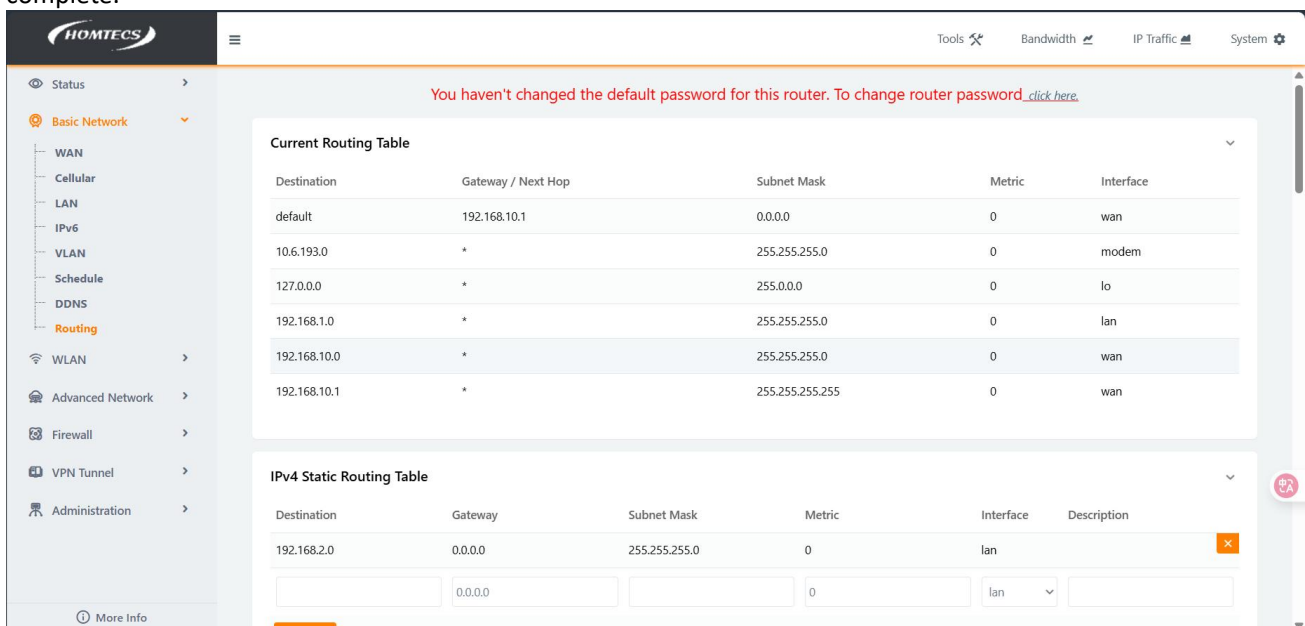 complete.
HOMTECS
Tools Bandwidth IP Traffic System
Status
Basic Network
WAN
Cellular
LAN
IPv6
VLAN
Schedule
DDNS
Routing
WLAN
Advanced Network
Firewall
VPN Tunnel
Administration
More Info
You haven't changed the default password for this router. To change router password click here.
Current Routing Table
Destination Gateway / Next Hop Subnet Mask Metric Interface
default 192.168.10.1 0.0.0.0 0 wan
10.6.193.0 * 255.255.255.0 0 modem
127.0.0.0 * 255.0.0.0 0 lo
192.168.1.0 * 255.255.255.0 0 lan
192.168.10.0 * 255.255.255.0 0 wan
192.168.10.1 * 255.255.255.255 0 wan
IPv4 Static Routing Table
Destination Gateway Subnet Mask Metric Interface Description
192.168.2.0 0.0.0.0 255.255.255.0 0 lan
0.0.0.0 0 lan
中A